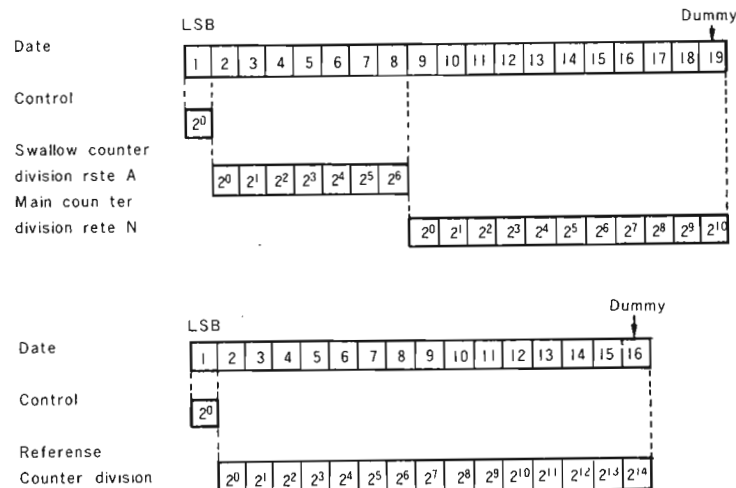 LSB
Dummy
Date
1 2 3 4 5 6 7 8 9 10 11 12 13 14 15 16 17 18 19
Control
2⁰
Swallow counter
division rste A
2⁰ 2¹ 2² 2³ 2⁴ 2⁵ 2⁶
Main coun ter
division rete N
2⁰ 2¹ 2² 2³ 2⁴ 2⁵ 2⁶ 2⁷ 2⁸ 2⁹ 2¹⁰
Dummy
LSB
Date
1 2 3 4 5 6 7 8 9 10 11 12 13 14 15 16
Control
2⁰
Referense
Counter division
2⁰ 2¹ 2² 2³ 2⁴ 2⁵ 2⁶ 2⁷ 2⁸ 2⁹ 2¹⁰ 2¹¹ 2¹² 2¹³ 2¹⁴